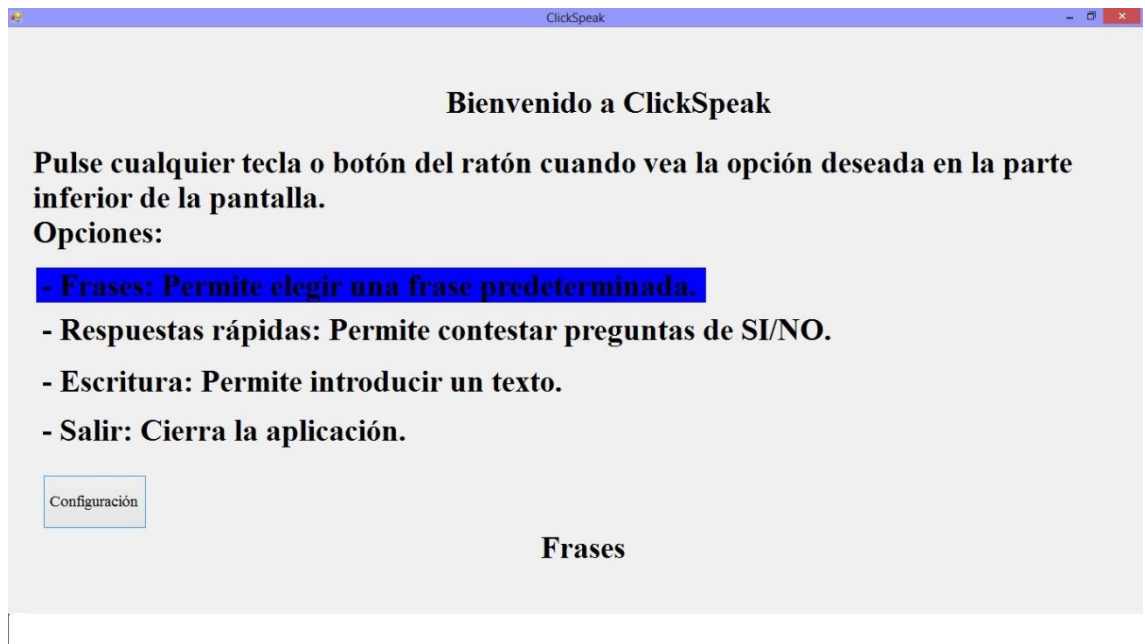 ClickSpeak
Bienvenido a ClickSpeak
Pulse cualquier tecla o botón del ratón cuando vea la opción deseada en la parte
inferior de la pantalla.
Opciones:
- Frases: Permite elegir una frase predeterminada.
- Respuestas rápidas: Permite contestar preguntas de SI/NO.
- Escritura: Permite introducir un texto.
- Salir: Cierra la aplicación.
Configuración
Frases